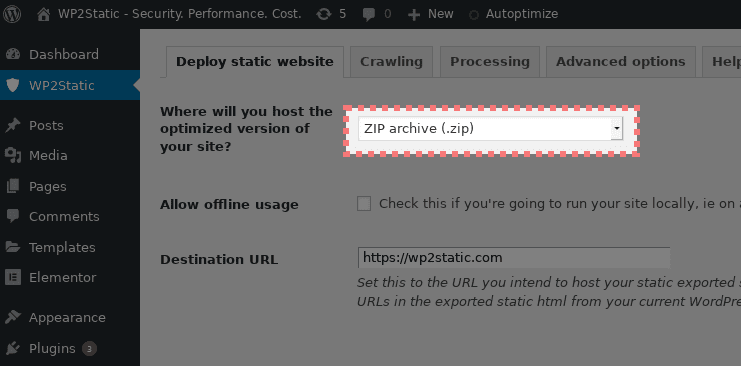 WP2Static - Security. Performance. Cost. 5 0 New Autoptimize
Dashboard
WP2Static
Posts
Media
Pages
Comments
Templates
Elementor
Appearance
Plugins 3
Deploy static website Crawling Processing Advanced options Help
Where will you host the
optimized version of
your site?
ZIP archive (.zip)
Allow offline usage
Check this if you're going to run your site locally, ie on
Destination URL
https://wp2static.com
Set this to the URL you intend to host your static exported
URLs in the exported static html from your current WordPre